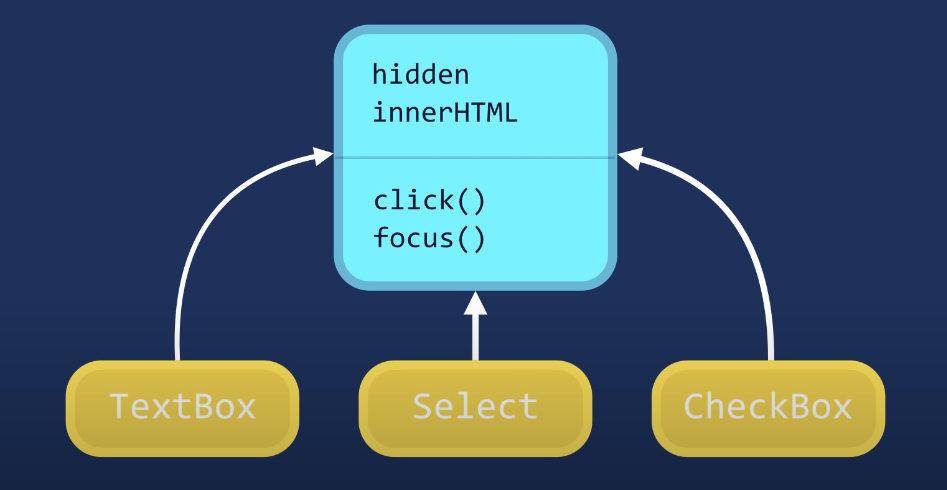 hidden
innerHTML
click()
focus()
TextBox
Select
CheckBox